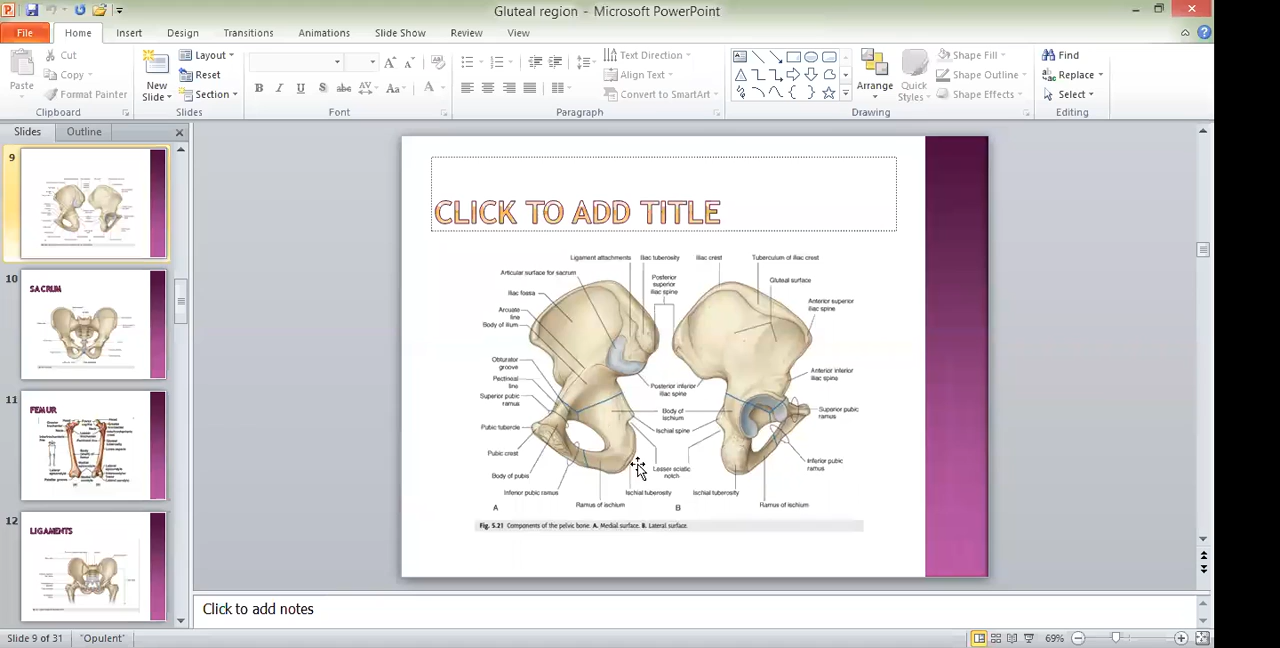 Gluteal region - Microsoft PowerPoint
File Home Insert Design Transitions Animations Slide Show Review View
Paste
Cut
Copy
Format Painter
Clipboard
New
Slide
Layout
Reset
Section
Slides
Font
Text Direction
Align Text
Convert to SmartArt
Paragraph
Arrange
Quick
Styles
Shape Fill
Shape Outline
Shape Effects
Drawing
Find
Replace
Select
Editing
Slides Outline
9
10
SACRUM
11
FEMUR
12
LIGAMENTS
CLICK TO ADD TITLE
Ligament attachments
Iliac tuberosity
Iliac crest
Tuberculum of iliac crest
Articular surface for sacrum
Posterior
superior
iliac spine
Gluteal surface
Iliac fossa
Anterior superior
iliac spine
Arcuate
line
Body of ilium
Obturator
groove
Pectineal
line
Superior pubic
ramus
Posterior inferior
iliac spine
Anterior inferior
iliac spine
Pubic tubercle
Body of
ischium
Superior pubic
ramus
Ischial spine
Pubic crest
Body of pubis
Lesser sciatic
notch
Inferior pubic
ramus
Inferior pubic ramus
Ischial tuberosity
Ischial tuberosity
Ramus of ischium
Ramus of ischium
A
B
Fig. 5.21 Components of the pelvic bone. A. Medial surface. B. Lateral surface.
Click to add notes
Slide 9 of 31 "Opulent" 69%